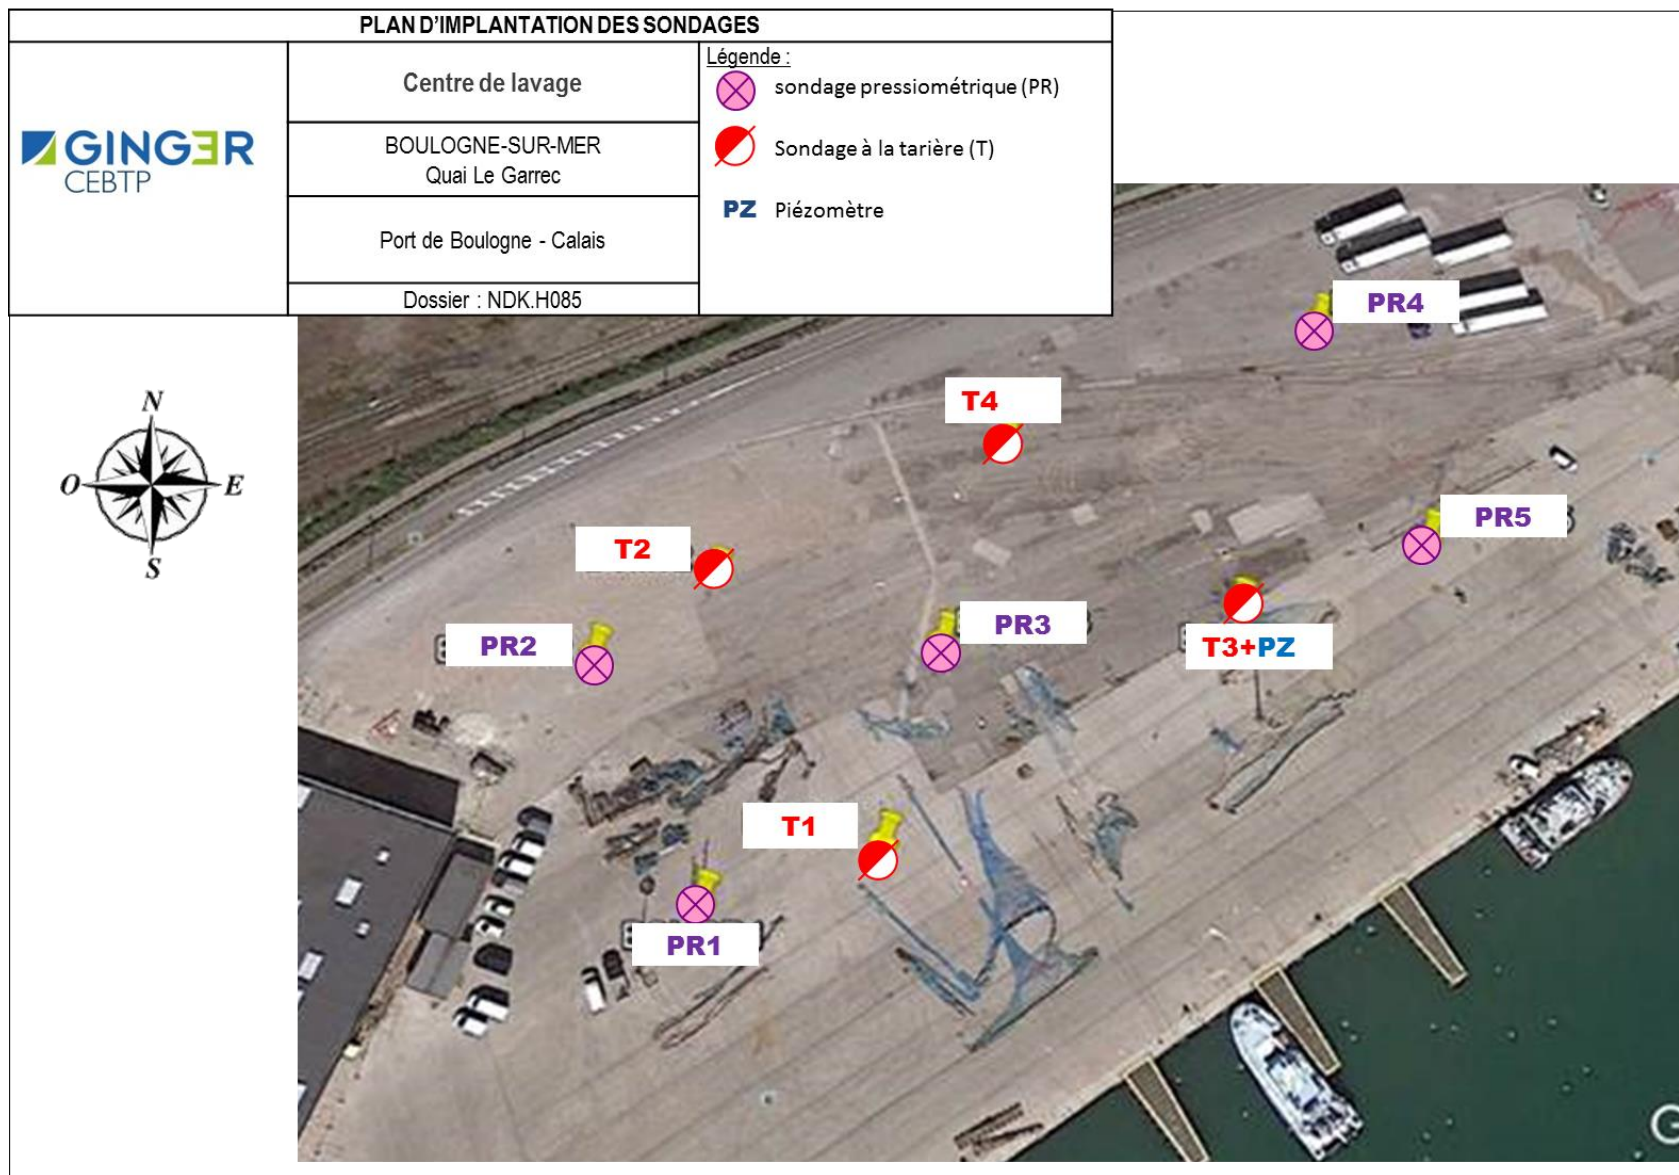 PLAN D'IMPLANTATION DES SONDAGES
GINGER
CEBTP
Centre de lavage
BOULOGNE-SUR-MER
Quai Le Garrec
Port de Boulogne - Calais
Dossier : NDK.H085
Légende :
sondage pressiométrique (PR)
Sondage à la tarière (T)
PZ Piézomètre
N
O E
S
PR4
T4
PR5
T2
PR3
PR2
T3+PZ
T1
PR1
G